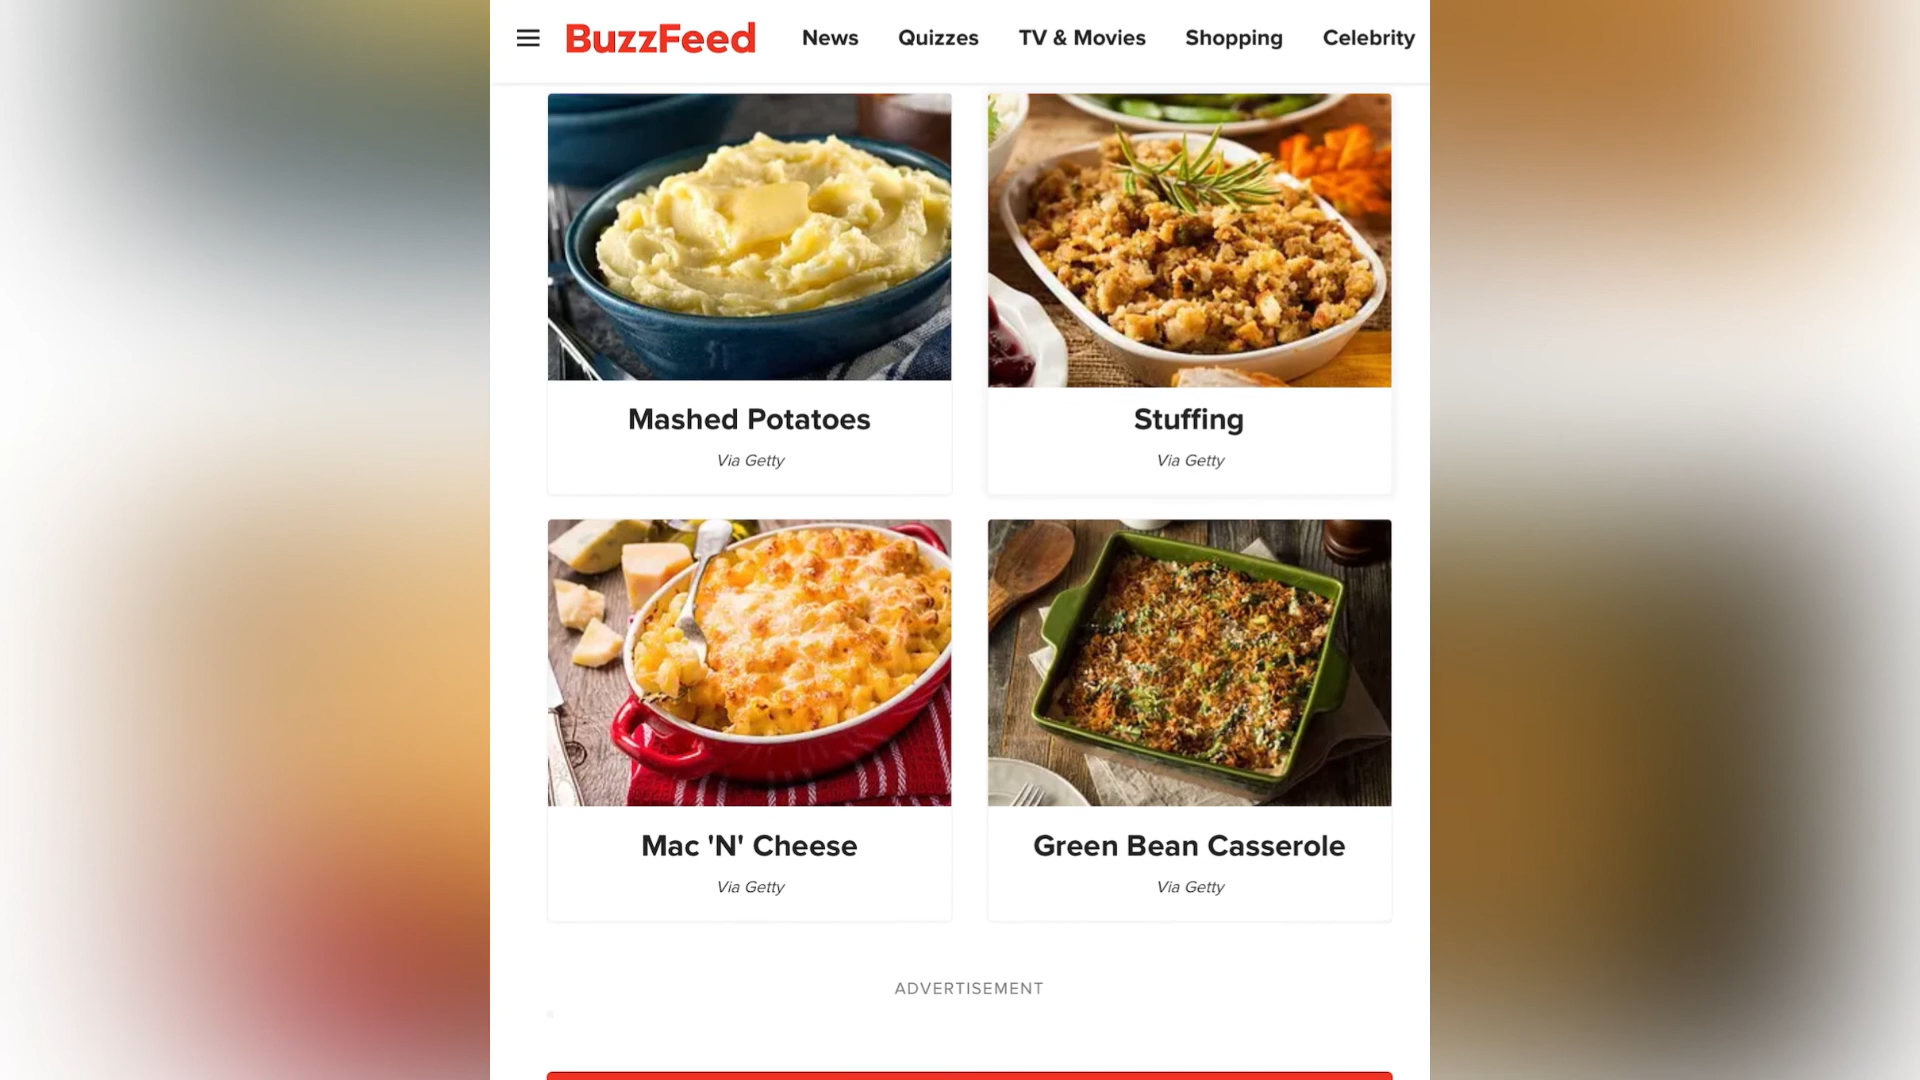 BuzzFeed News Quizzes TV & Movies Shopping Celebrity
Mashed Potatoes
Via Getty
Stuffing
Via Getty
Mac 'N' Cheese
Via Getty
Green Bean Casserole
Via Getty
ADVERTISEMENT